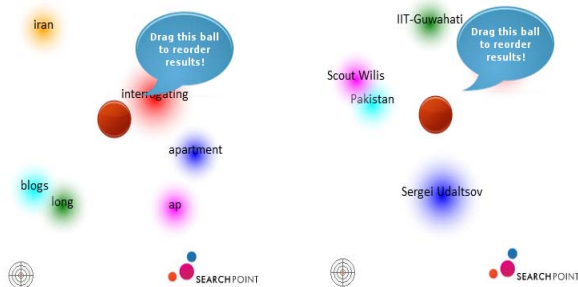 iran
Drag this ball
to reorder
results!
interrogating
apartment
blogs
long
ap
SEARCHPOINT
IIT-Guwahati
Drag this ball
to reorder
results!
Scout Wilis
Pakistan
Sergei Udaltsov
SEARCHPOINT